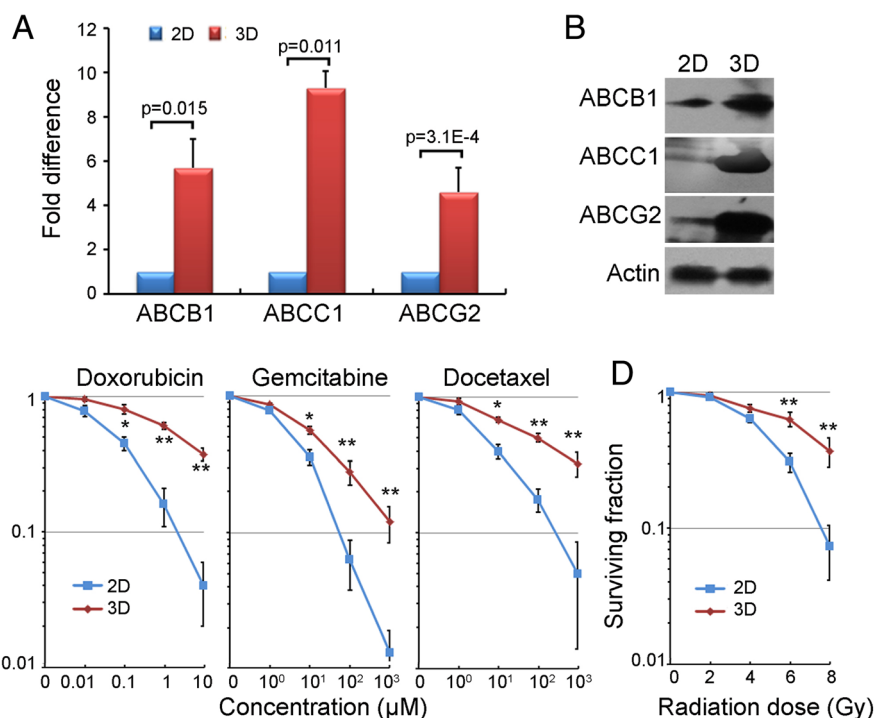 A
12
10
8
6
4
2
0
Fold difference
2D 3D
p=0.015
p=0.011
p=3.1E-4
ABCB1 ABCC1 ABCG2
B
2D 3D
ABCB1
ABCC1
ABCG2
Actin
Doxorubicin
1
0.1
0.01
*
**
**
2D
3D
0 0.01 0.1 1 10
Gemcitabine
*
**
**
0 10⁰ 10¹ 10² 10³
Docetaxel
*
**
**
0 10⁰ 10¹ 10² 10³
Concentration (µM)
D
Surviving fraction
1
0.1
0.01
**
**
2D
3D
0 2 4 6 8
Radiation dose (Gy)